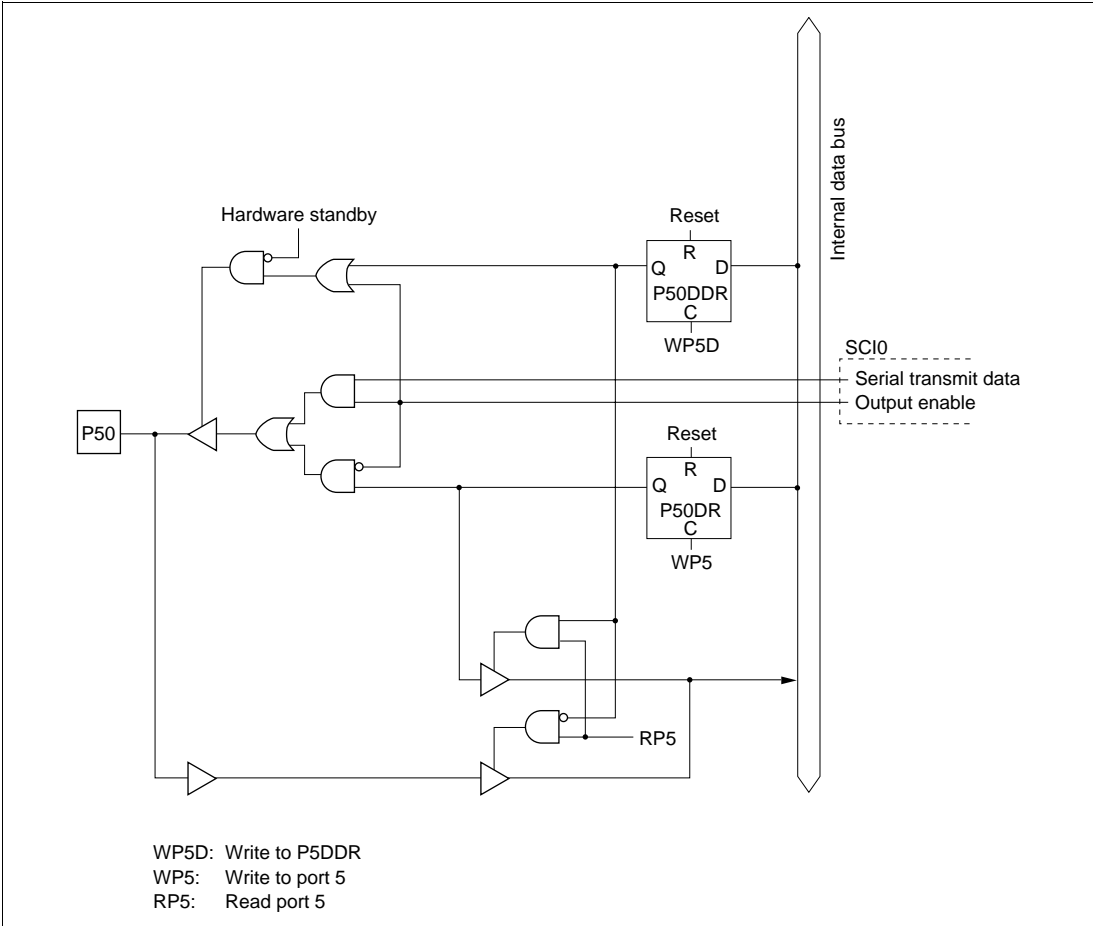 Internal data bus
Hardware standby
Reset
R
Q
D
P50DDR
C
WP5D
SCI0
Serial transmit data
Output enable
P50
Reset
R
Q
D
P50DR
C
WP5
RP5
WP5D: Write to P5DDR
WP5: Write to port 5
RP5: Read port 5